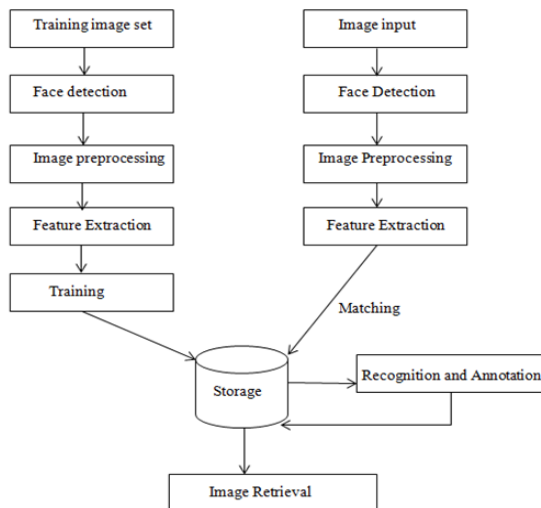 Training image set
Image input
Face detection
Face Detection
Image preprocessing
Image Preprocessing
Feature Extraction
Feature Extraction
Training
Matching
Recognition and Annotation
Storage
Image Retrieval